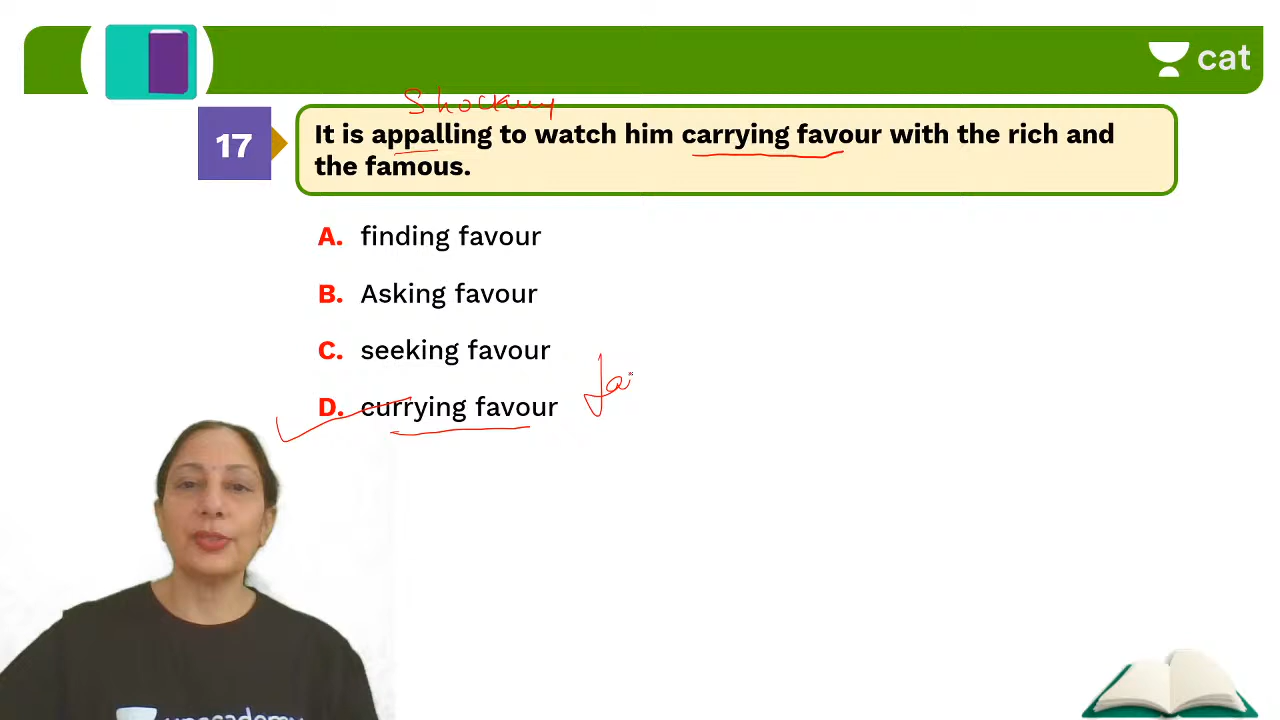 cat
Shocking
17
It is appalling to watch him carrying favour with the rich and
the famous.
A. finding favour
B. Asking favour
C. seeking favour
D. currying favour